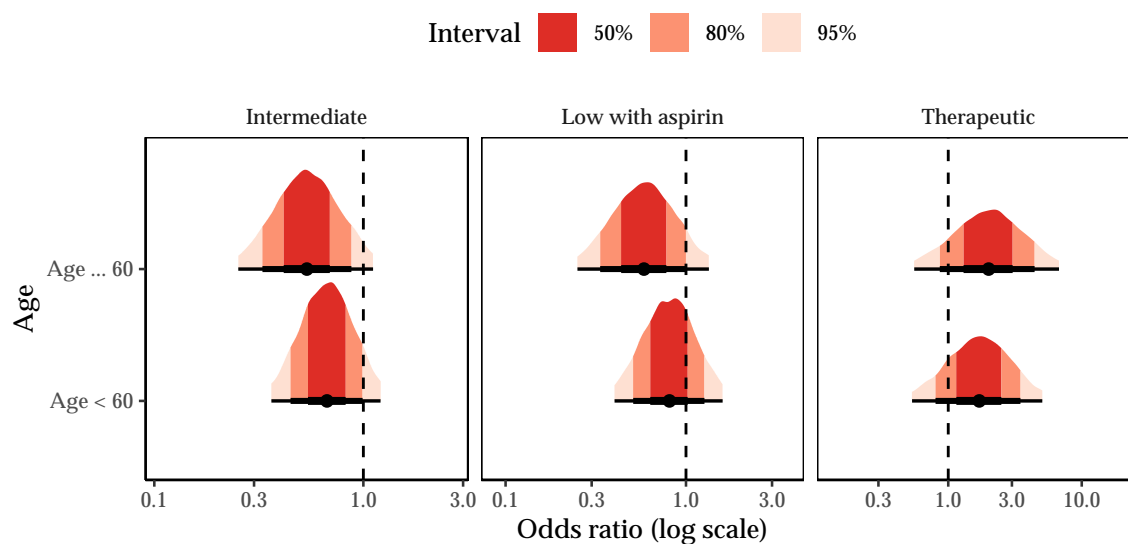 Interval 50% 80% 95%
Intermediate Low with aspirin Therapeutic
Age
Age ... 60
Age < 60
0.1 0.3 1.0 3.0 0.1 0.3 1.0 3.0 0.3 1.0 3.0 10.0
Odds ratio (log scale)